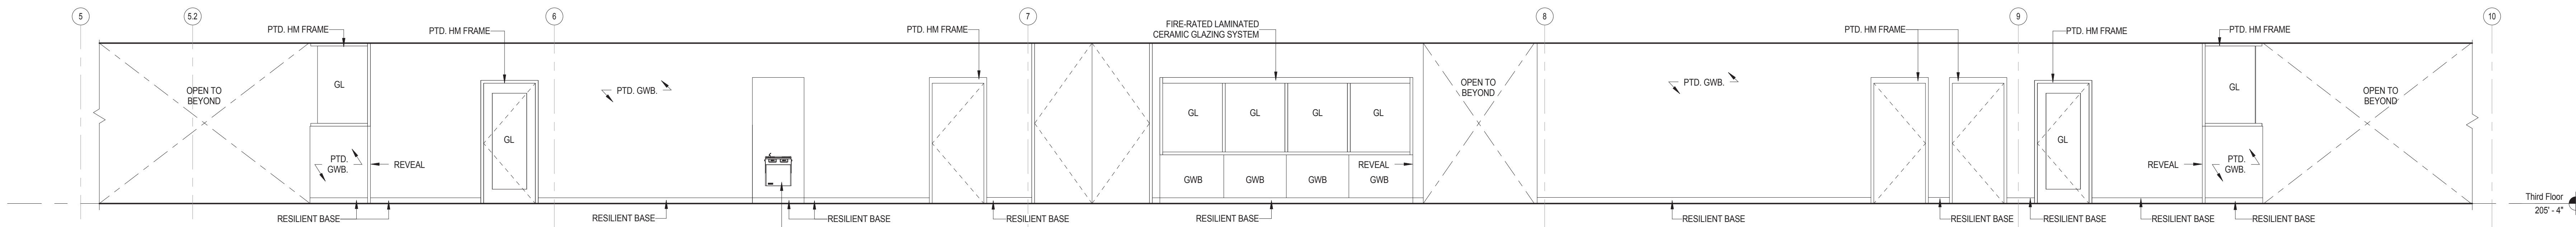 5
5.2
6
7
8
9
10
PTD. HM FRAME
PTD. HM FRAME
PTD. HM FRAME
FIRE-RATED LAMINATED
CERAMIC GLAZING SYSTEM
PTD. HM FRAME
PTD. HM FRAME
PTD. HM FRAME
OPEN TO
BEYOND
GL
GL
PTD. GWB.
GL
GL
GL
GL
OPEN TO
BEYOND
PTD. GWB.
GL
GL
OPEN TO
BEYOND
PTD.
GWB.
REVEAL
REVEAL
GWB
GWB
GWB
GWB
REVEAL
PTD.
GWB.
RESILIENT BASE
RESILIENT BASE
RESILIENT BASE
RESILIENT BASE
RESILIENT BASE
RESILIENT BASE
RESILIENT BASE
RESILIENT BASE
RESILIENT BASE
RESILIENT BASE
Third Floor
205' - 4"